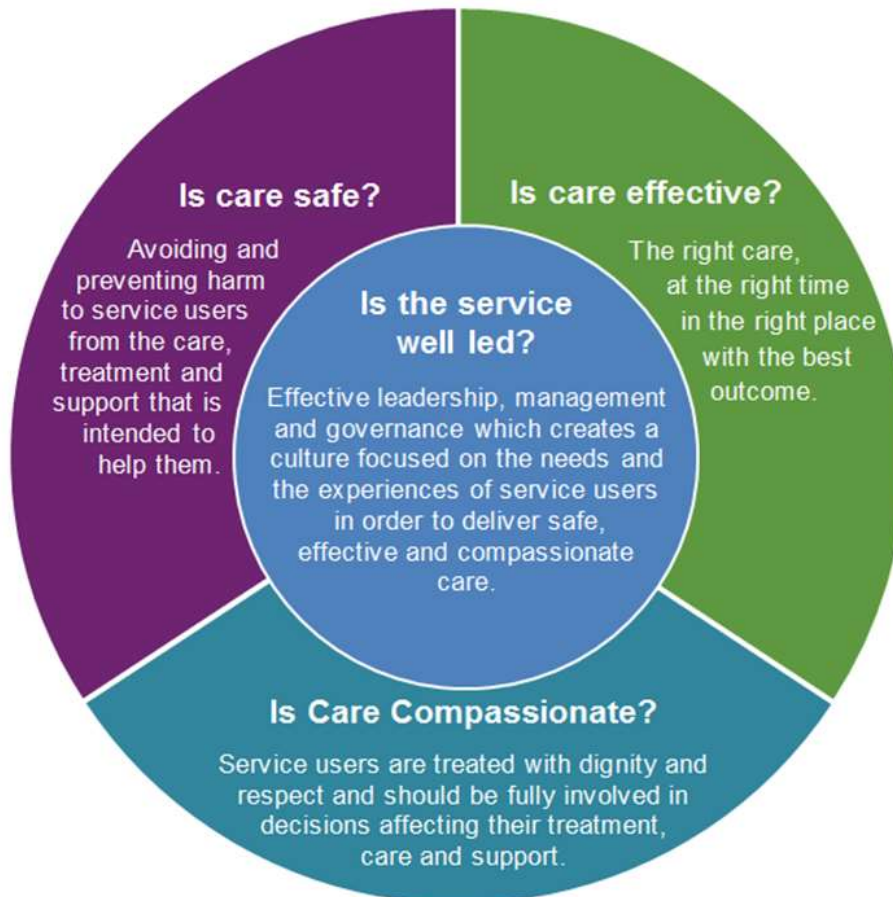 Is care safe?
Avoiding and
preventing harm
to service users
from the care,
treatment and
support that is
intended to
help them.
Is care effective?
The right care,
at the right time
in the right place
with the best
outcome.
Is the service
well led?
Effective leadership, management
and governance which creates a
culture focused on the needs and
the experiences of service users
in order to deliver safe,
effective and compassionate
care.
Is Care Compassionate?
Service users are treated with dignity and
respect and should be fully involved in
decisions affecting their treatment,
care and support.